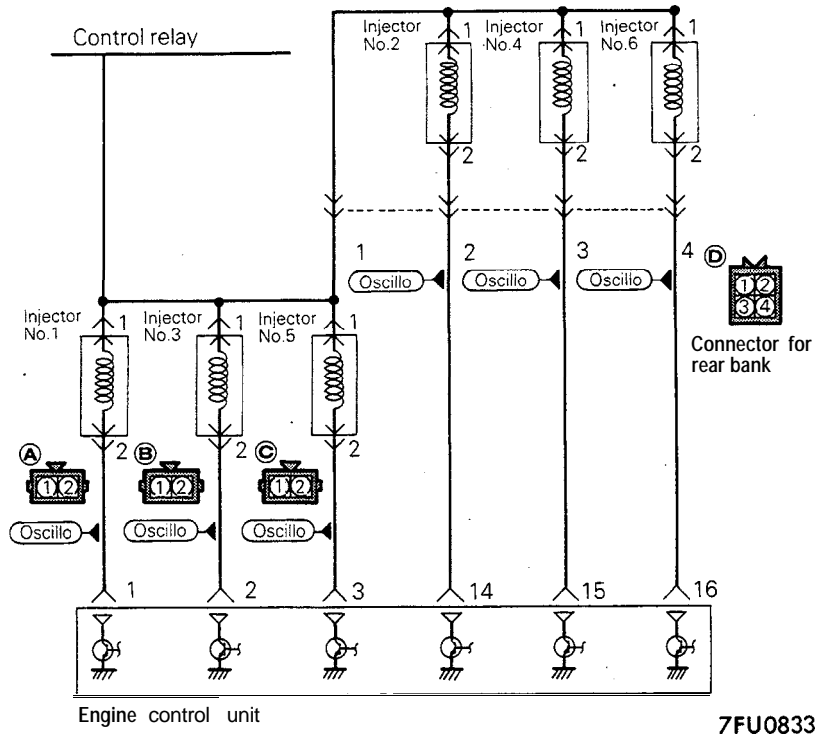 Control relay
Injector No.2
1
Injector No.4
1
Injector No.6
1
2
2
2
1
2
3
4
D
Oscillo
Oscillo
Oscillo
1 2
3 4
Connector for
rear bank
Injector No.1
1
Injector No.3
1
Injector No.5
1
2
2
2
A
B
C
1 2
1 2
1 2
Oscillo
Oscillo
Oscillo
1
2
3
14
15
16
Engine control unit
7FU0833